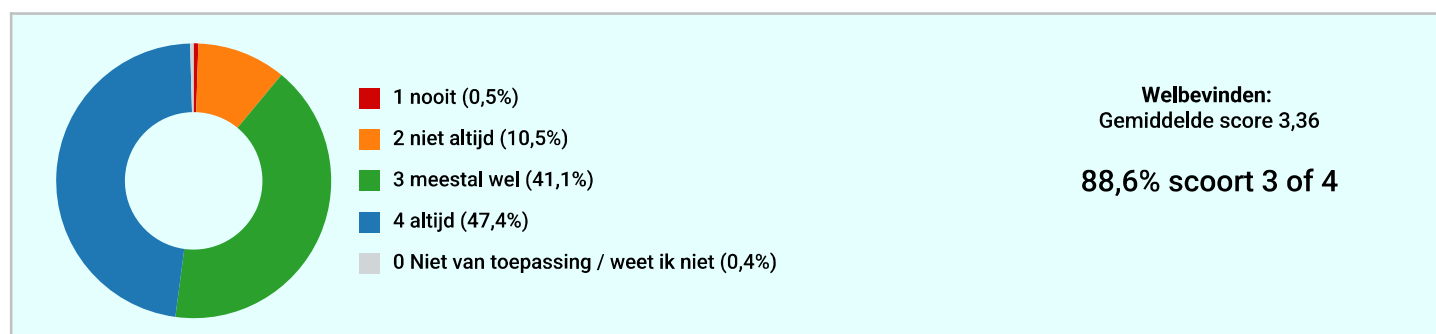 1 nooit (0,5%)
2 niet altijd (10,5%)
3 meestal wel (41,1%)
4 altijd (47,4%)
0 Niet van toepassing / weet ik niet (0,4%)
Welbevinden:
Gemiddelde score 3,36
88,6% scoort 3 of 4